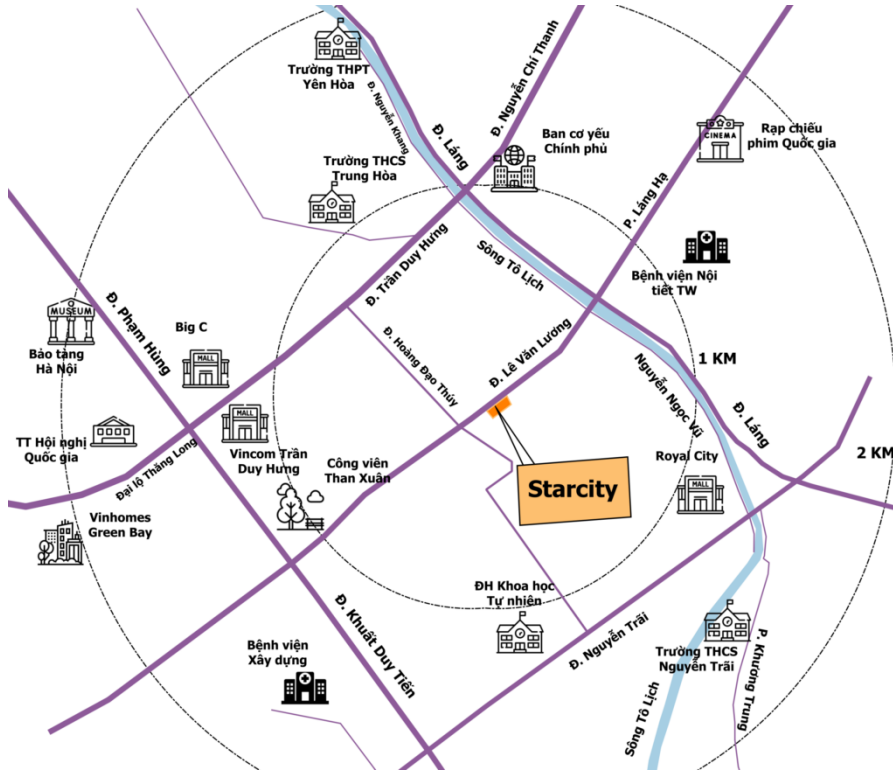 Trường THPT
Yên Hòa
Đ. Nguyễn Khang
Đ. Láng
Đ. Nguyễn Chí Thanh
Ban cơ yếu
Chính phủ
CINEMA
Rạp chiếu
phim Quốc gia
Trường THCS
Trung Hòa
P. Láng Hạ
Sông Tô Lịch
Bệnh viện Nội
tiết TW
Đ. Trần Duy Hưng
Đ. Phạm Hùng
MUSEUM
Bảo tàng
Hà Nội
Big C
MALL
Đ. Hoàng Đạo Thúy
Đ. Lê Văn Lương
1 KM
Nguyễn Ngọc Vũ
Đ. Láng
2 KM
TT Hội nghị
Quốc gia
MALL
Vincom Trần
Duy Hưng
Đại lộ Thăng Long
Công viên
Than Xuân
Starcity
Royal City
MALL
Vinhomes
Green Bay
ĐH Khoa học
Tự nhiên
Đ. Khuất Duy Tiến
Đ. Nguyễn Trãi
Bệnh viện
Xây dựng
Trường THCS
Nguyễn Trãi
P. Khương Trung
Sông Tô Lịch